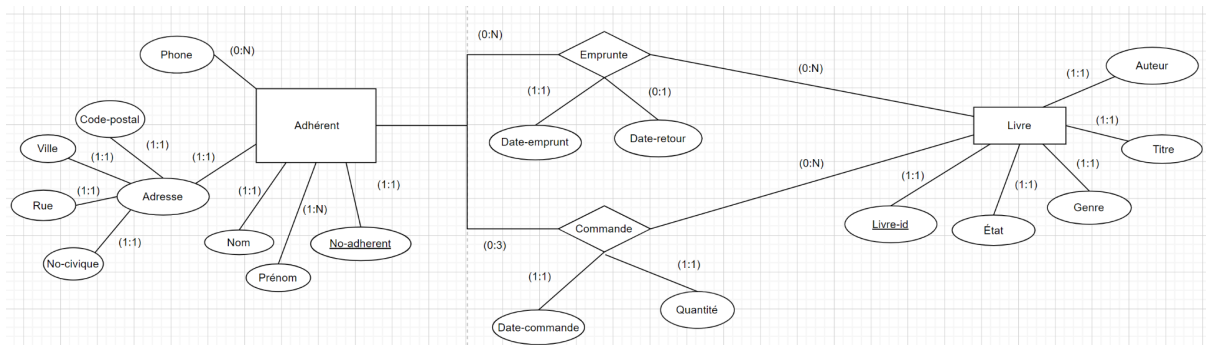 (0:N)
Emprunte
Phone
(0:N)
(0:N)
Auteur
(1:1)
(1:1)
(0:1)
Adhérent
Livre
Code-postal
(1:1)
Date-emprunt
Date-retour
Ville
(1:1)
(1:1)
(1:1)
Titre
(0:N)
(1:1)
(1:1)
(1:1)
(1:1)
(1:1)
(1:1)
Rue
Adresse
(1:N)
Genre
Livre-id
Commande
État
(1:1)
Nom
No-adherent
(0:3)
No-civique
Prénom
(1:1)
(1:1)
Quantité
Date-commande